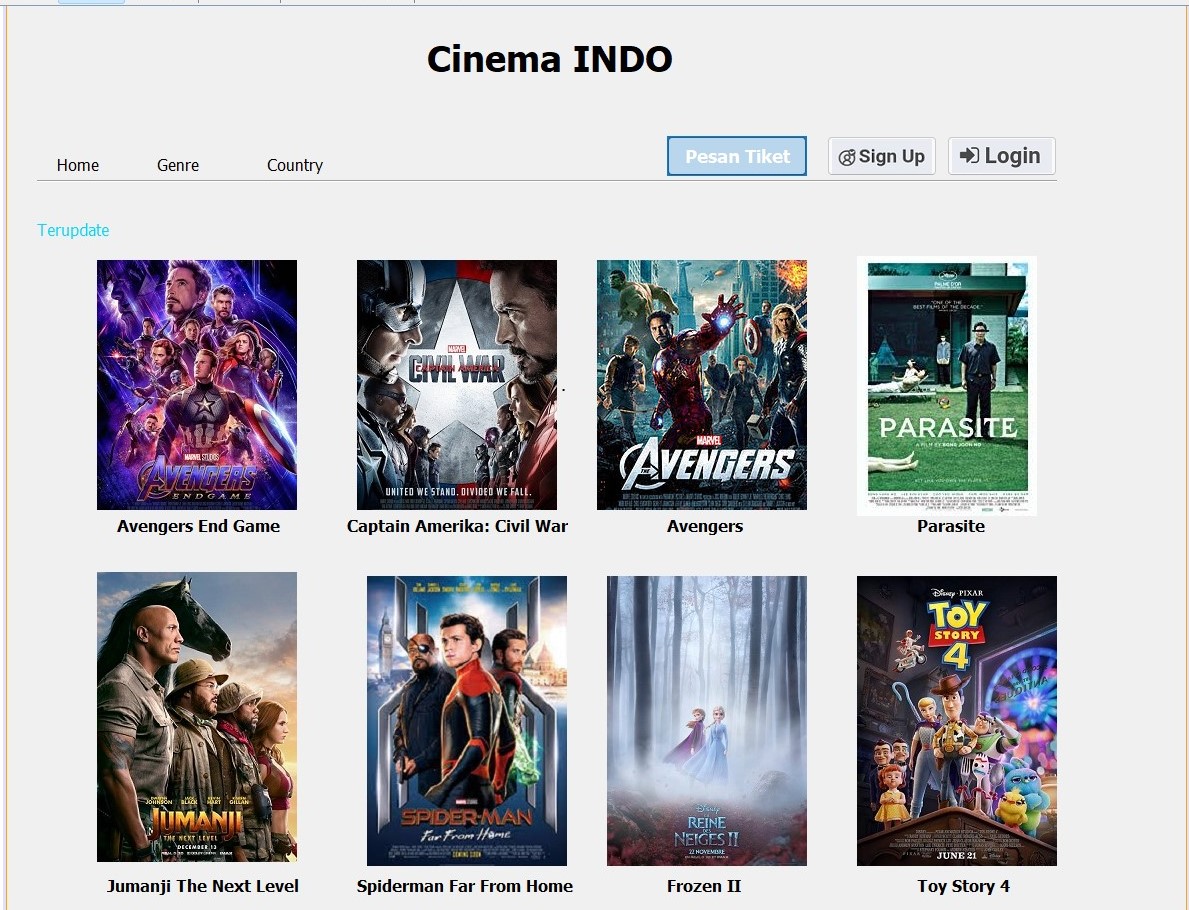 Cinema INDO
Home Genre Country Pesan Tiket Sign Up Login
Terupdate
MARVEL STUDIOS
AVENGERS
ENDGAME
MARVEL
CAPTAIN AMERICA
CIVIL WAR
UNITED WE STAND. DIVIDED WE FALL.
MARVEL
THE AVENGERS
PALME D'OR
"ONE OF THE
BEST FILMS OF THE DECADE."
PARASITE
A FILM BY BONG JOON HO
Avengers End Game
Captain Amerika: Civil War
Avengers
Parasite
JOHNSON BLACK HART GILLAN
JUMANJI
THE NEXT LEVEL
DECEMBER 13
SPIDER-MAN
Far From Home
COMING SOON
Disney
REINE
DES
NEIGES II
22 NOVEMBRE
Disney · PIXAR
TOY
STORY
4
JUNE 21
Jumanji The Next Level
Spiderman Far From Home
Frozen II
Toy Story 4